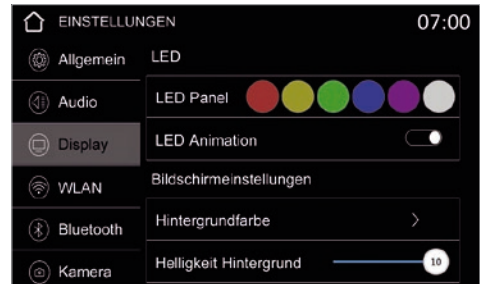 EINSTELLUNGEN 07:00
Allgemein
Audio
Display
WLAN
Bluetooth
Kamera
LED
LED Panel
LED Animation
Bildschirmeinstellungen
Hintergrundfarbe
Helligkeit Hintergrund 10